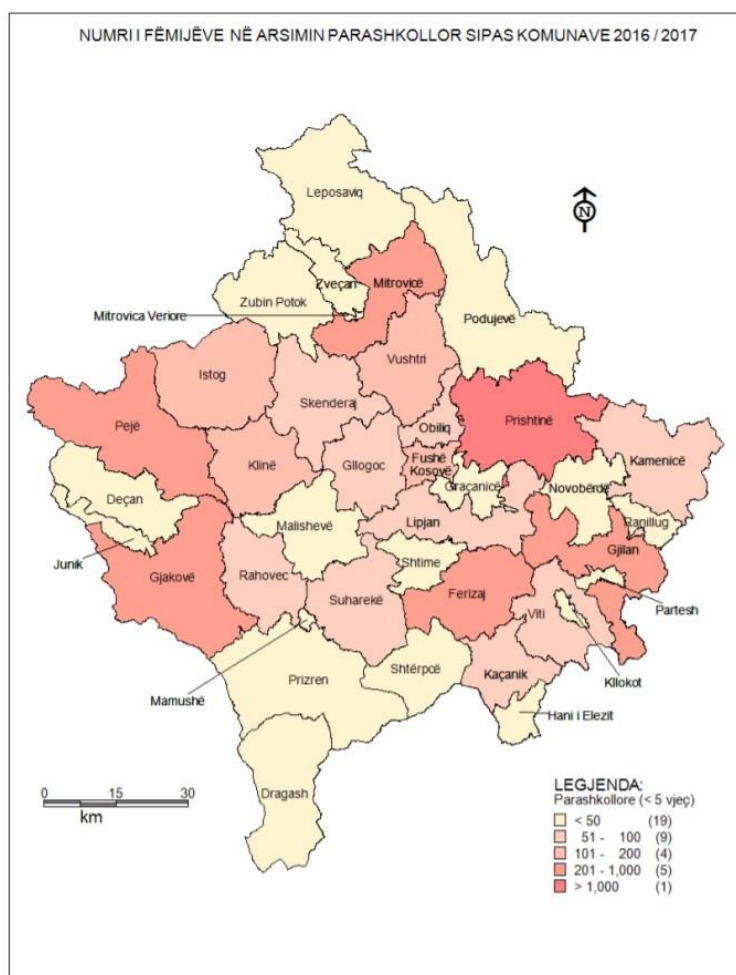 NUMRI I FËMIJËVE NË ARSIMIN PARASHKOLLOR SIPAS KOMUNAVE 2016 / 2017
Leposaviq
N
Zveçan
Mitrovicë
Zubin Potok
Mitrovica Veriore
Podujevë
Vushtri
Istog
Skenderaj
Pejë
Obiliq
Prishtinë
Klinë
Gllogoc
Fushë
Kosovë
Kamenicë
Deçan
Graçanicë
Novobërdë
Malishevë
Lipjan
Ranillug
Junik
Shtime
Gjilan
Gjakovë
Rahovec
Suharekë
Ferizaj
Viti
Partesh
Mamushë
Prizren
Shtërpcë
Kaçanik
Kllokot
Hani i Elezit
Dragash
0 15 30
km
LEGJENDA:
Parashkollore (< 5 vjeç)
< 50 (19)
51 - 100 (9)
101 - 200 (4)
201 - 1,000 (5)
> 1,000 (1)